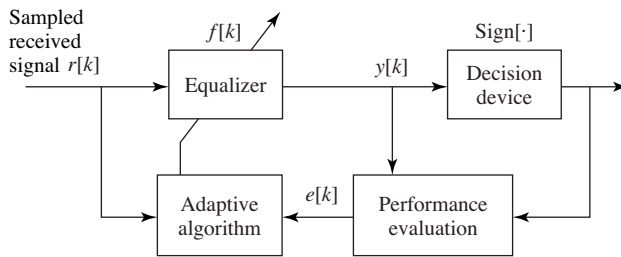 Sampled
received
signal r[k]
f[k]
Equalizer
y[k]
Sign[·]
Decision
device
Adaptive
algorithm
e[k]
Performance
evaluation